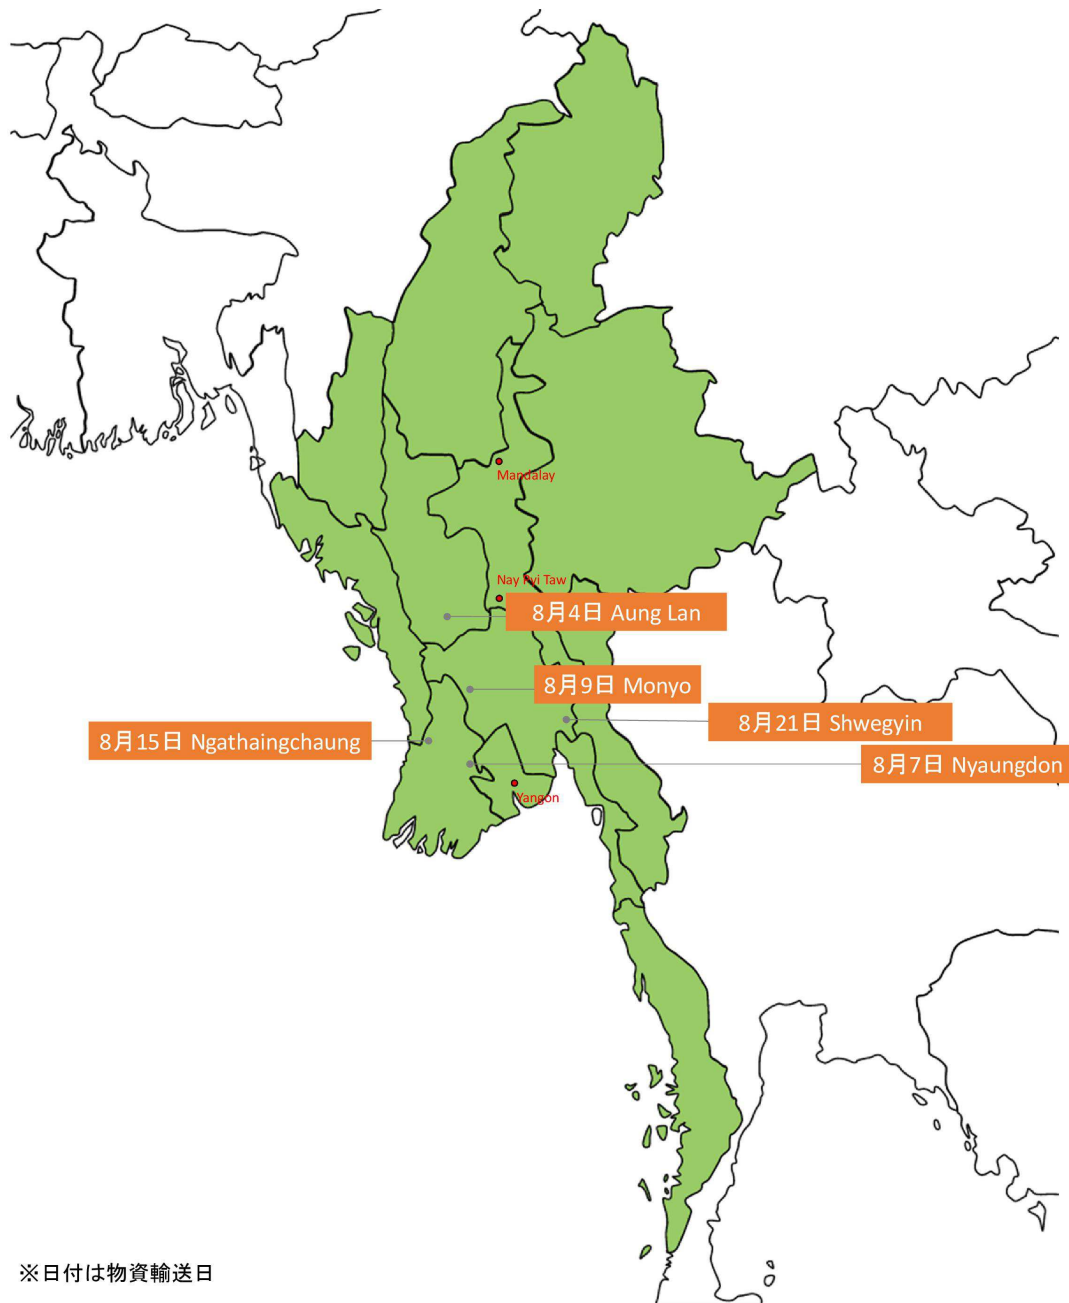 Mandalay
Nay Pyi Taw
8月4日 Aung Lan
8月9日 Monyo
8月21日 Shwegyin
8月15日 Ngathaingchaung
8月7日 Nyaungdon
Yangon
※日付は物資輸送日